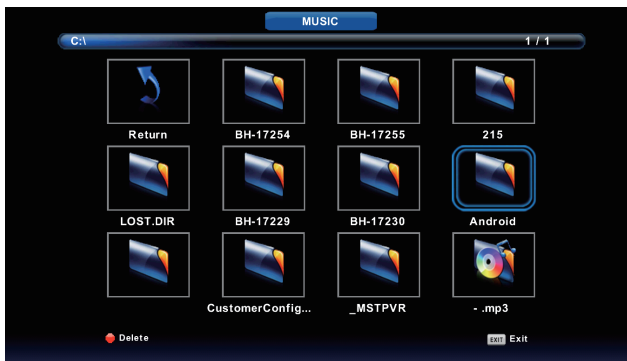 MUSIC
C:\ 1 / 1
Return BH-17254 BH-17255 215
LOST.DIR BH-17229 BH-17230 Android
CustomerConfig... _MSTPVR - .mp3
Delete EXIT Exit